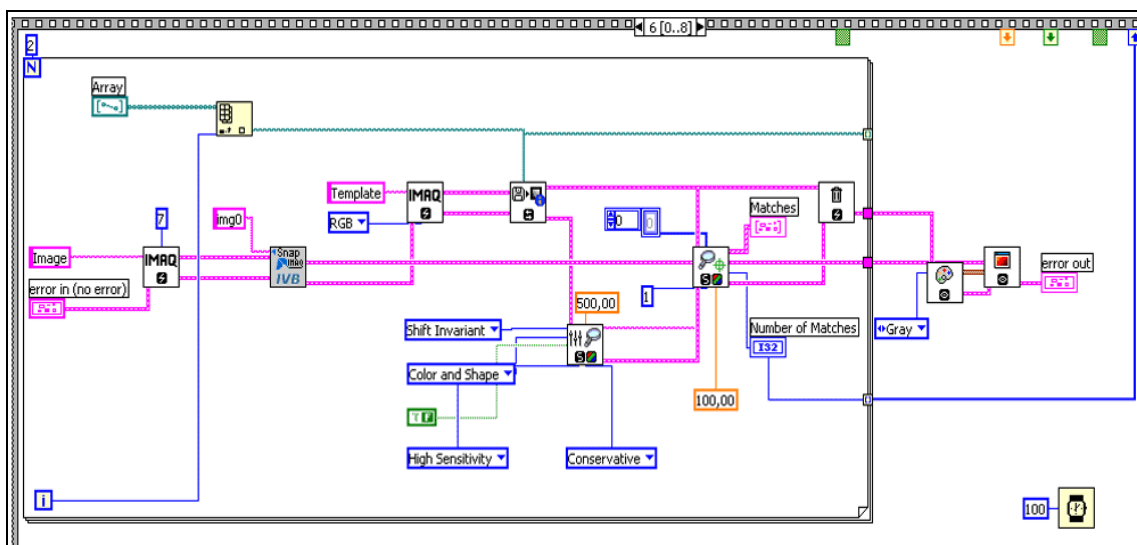 6 [0..8]
2
N
Array
Template
IMAQ
RGB
7
img0
0
0
Matches
Image
IMAQ
Snap
IMAQ
IVB
error in (no error)
error out
1
500,00
Shift Invariant
Number of Matches
I32
Gray
Color and Shape
100,00
T F
High Sensitivity
Conservative
i
100